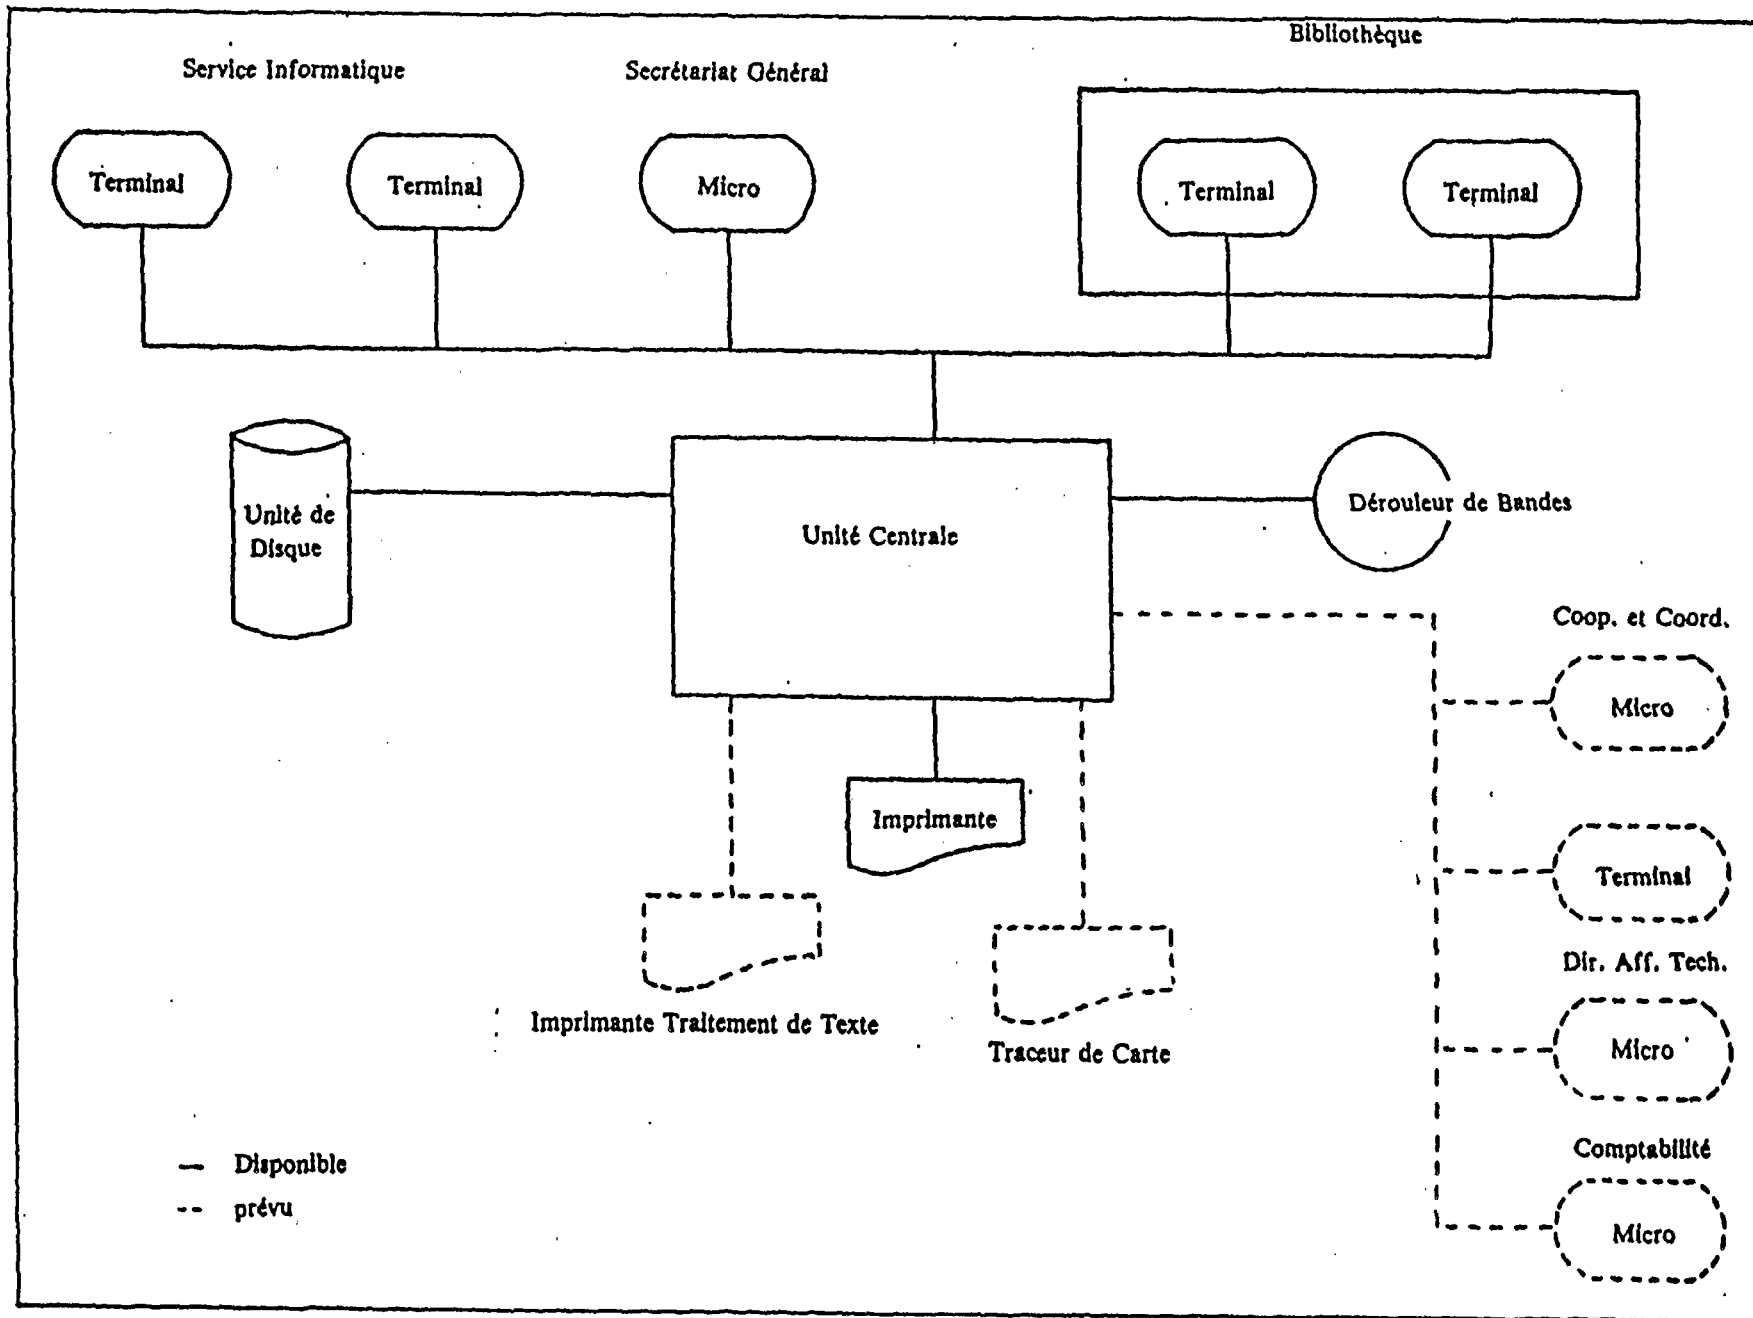 Bibliothèque
Service Informatique
Secrétariat Général
Terminal
Terminal
Micro
Terminal
Terminal
Unité de
Disque
Unité Centrale
Dérouleur de Bandes
Coop. et Coord.
Micro
Imprimante
Terminal
Dir. Aff. Tech.
Imprimante Traitement de Texte
Traceur de Carte
Micro
Comptabilité
— Disponible
-- prévu
Micro